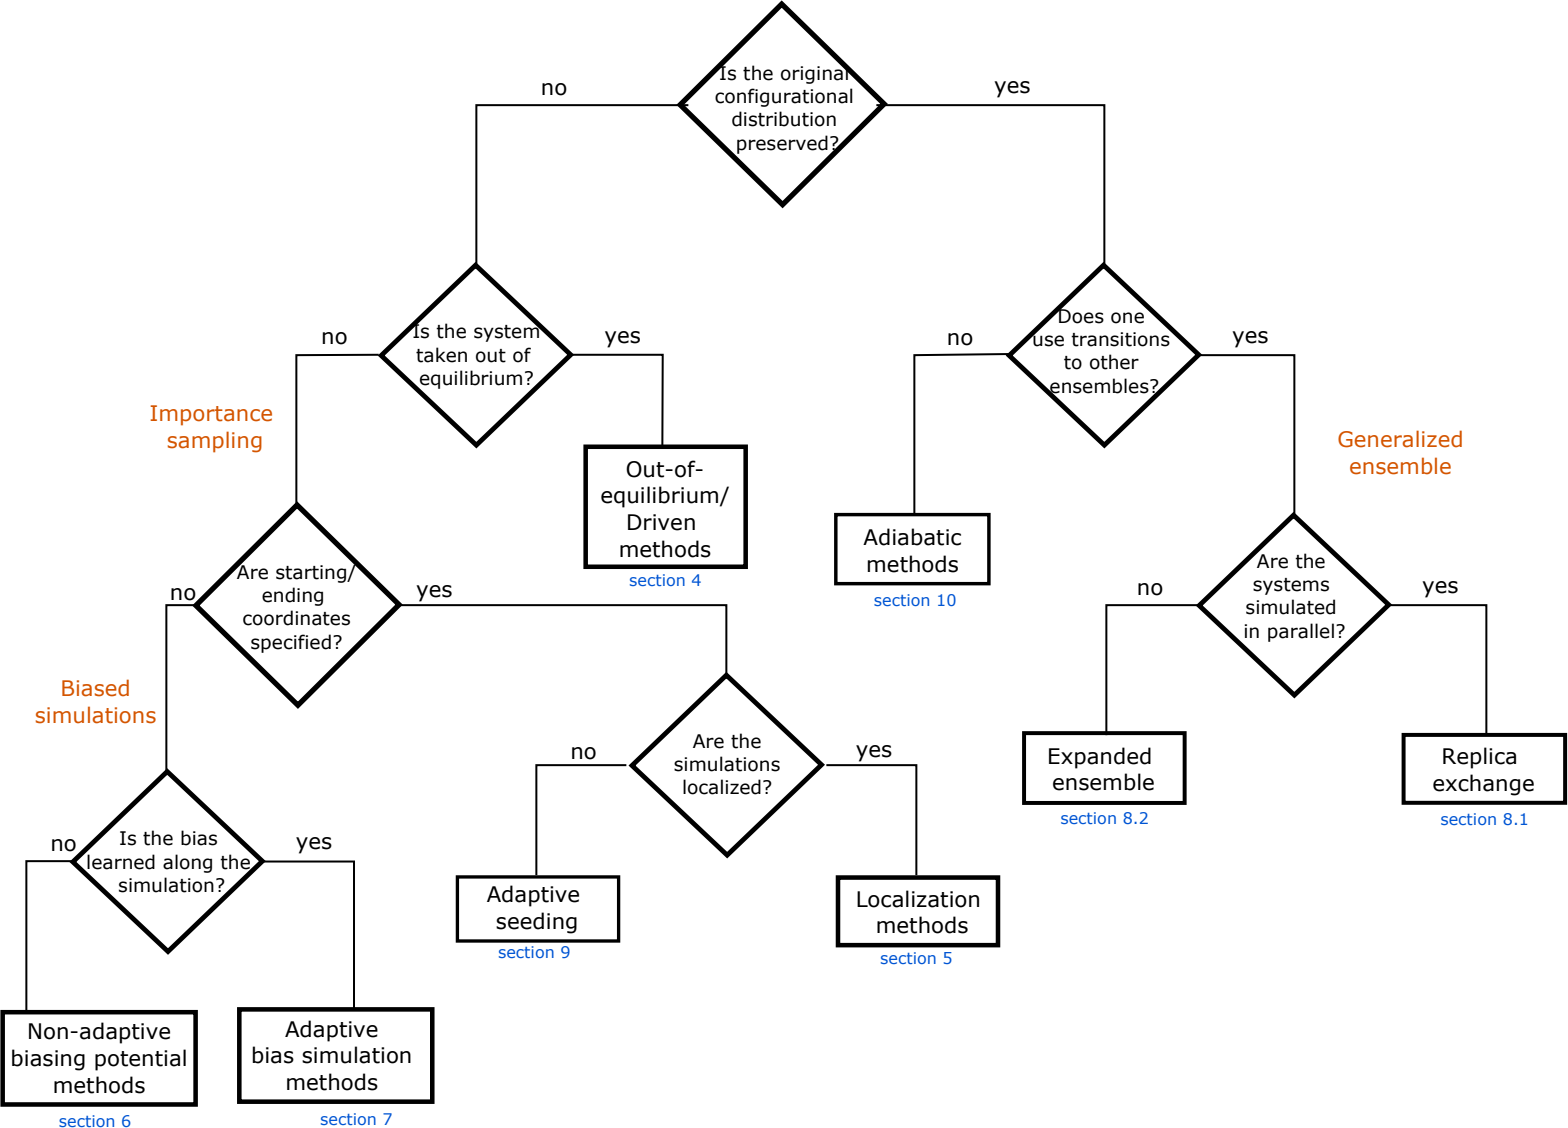 Is the original
configurational
distribution
preserved?
no
yes
Is the system
taken out of
equilibrium?
no
yes
Does one
use transitions
to other
ensembles?
no
yes
Importance
sampling
Generalized
ensemble
Out-of-
equilibrium/
Driven
methods
section 4
Adiabatic
methods
section 10
Are starting/
ending
coordinates
specified?
no
yes
Are the
systems
simulated
in parallel?
no
yes
Biased
simulations
Are the
simulations
localized?
no
yes
Expanded
ensemble
section 8.2
Replica
exchange
section 8.1
Is the bias
learned along the
simulation?
no
yes
Adaptive
seeding
section 9
Localization
methods
section 5
Non-adaptive
biasing potential
methods
section 6
Adaptive
bias simulation
methods
section 7